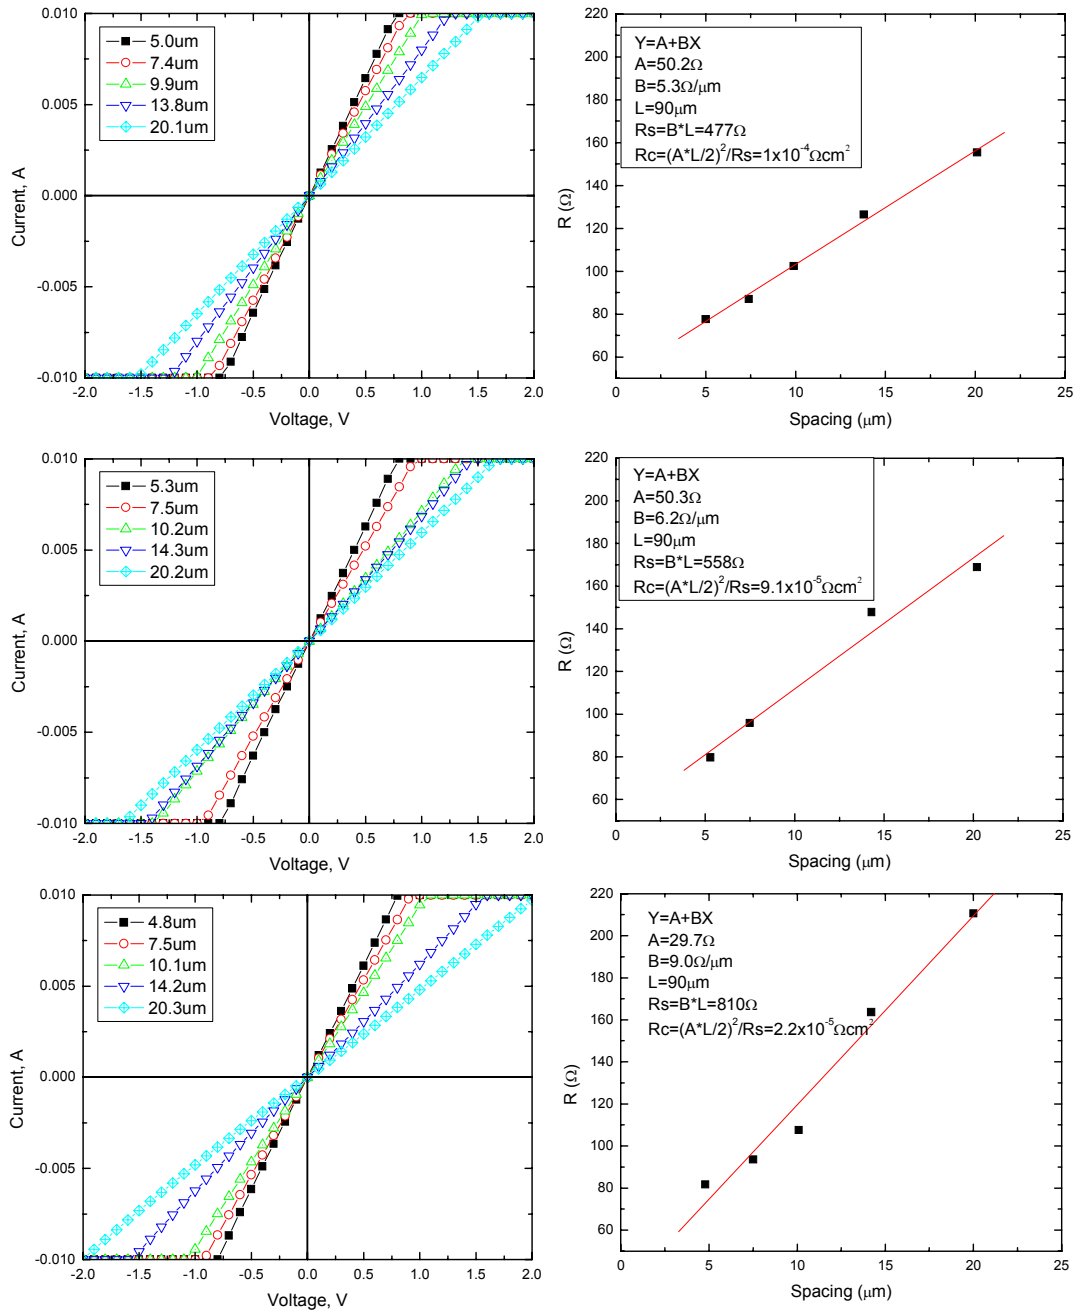 0.010
0.005
0.000
-0.005
-0.010
Current, A
5.0um
7.4um
9.9um
13.8um
20.1um
-2.0 -1.5 -1.0 -0.5 0.0 0.5 1.0 1.5 2.0
Voltage, V
220
200
180
160
140
120
100
80
60
R (Ω)
Y=A+BX
A=50.2Ω
B=5.3Ω/μm
L=90μm
Rs=B*L=477Ω
Rc=(A*L/2)²/Rs=1x10⁻⁴Ωcm²
0 5 10 15 20 25
Spacing (μm)
0.010
0.005
0.000
-0.005
-0.010
Current, A
5.3um
7.5um
10.2um
14.3um
20.2um
-2.0 -1.5 -1.0 -0.5 0.0 0.5 1.0 1.5 2.0
Voltage, V
220
200
180
160
140
120
100
80
60
R (Ω)
Y=A+BX
A=50.3Ω
B=6.2Ω/μm
L=90μm
Rs=B*L=558Ω
Rc=(A*L/2)²/Rs=9.1x10⁻⁵Ωcm²
0 5 10 15 20 25
Spacing (μm)
0.010
0.005
0.000
-0.005
-0.010
Current, A
4.8um
7.5um
10.1um
14.2um
20.3um
-2.0 -1.5 -1.0 -0.5 0.0 0.5 1.0 1.5 2.0
Voltage, V
220
200
180
160
140
120
100
80
60
R (Ω)
Y=A+BX
A=29.7Ω
B=9.0Ω/μm
L=90μm
Rs=B*L=810Ω
Rc=(A*L/2)²/Rs=2.2x10⁻⁵Ωcm²
0 5 10 15 20 25
Spacing (μm)